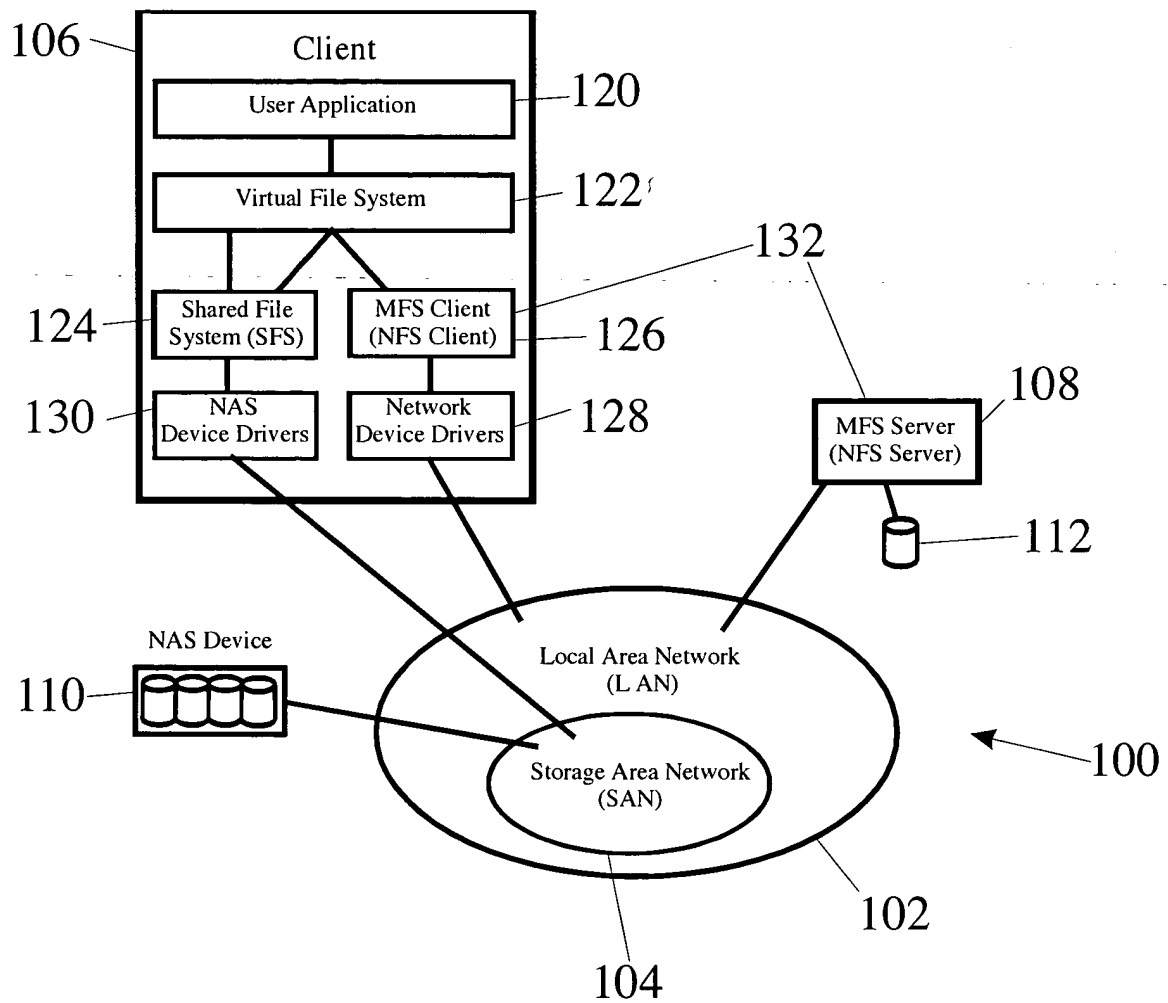 106
Client
User Application
120
Virtual File System
122
132
124
Shared File
System (SFS)
MFS Client
(NFS Client)
126
130
NAS
Device Drivers
Network
Device Drivers
128
108
MFS Server
(NFS Server)
112
NAS Device
110
Local Area Network
(L AN)
Storage Area Network
(SAN)
100
102
104